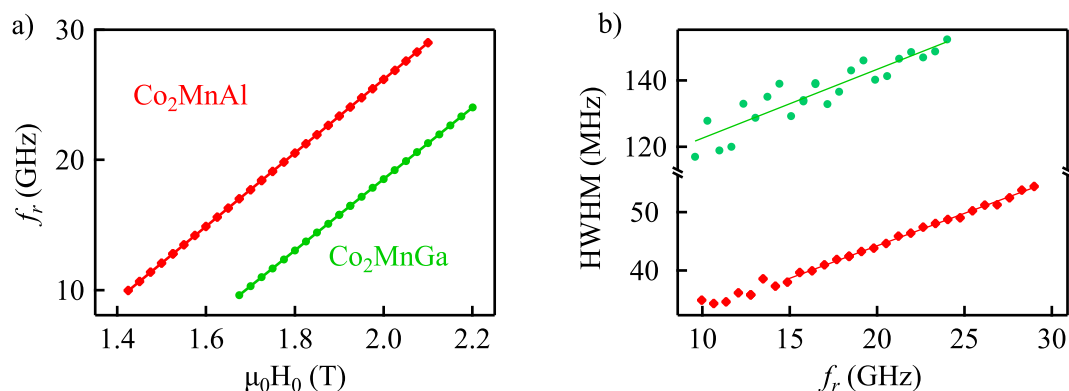 a)
30
20
10
f_r (GHz)
Co₂MnAl
Co₂MnGa
1.4 1.6 1.8 2.0 2.2
μ₀H₀ (T)
b)
140
120
50
40
HWHM (MHz)
10 15 20 25 30
f_r (GHz)